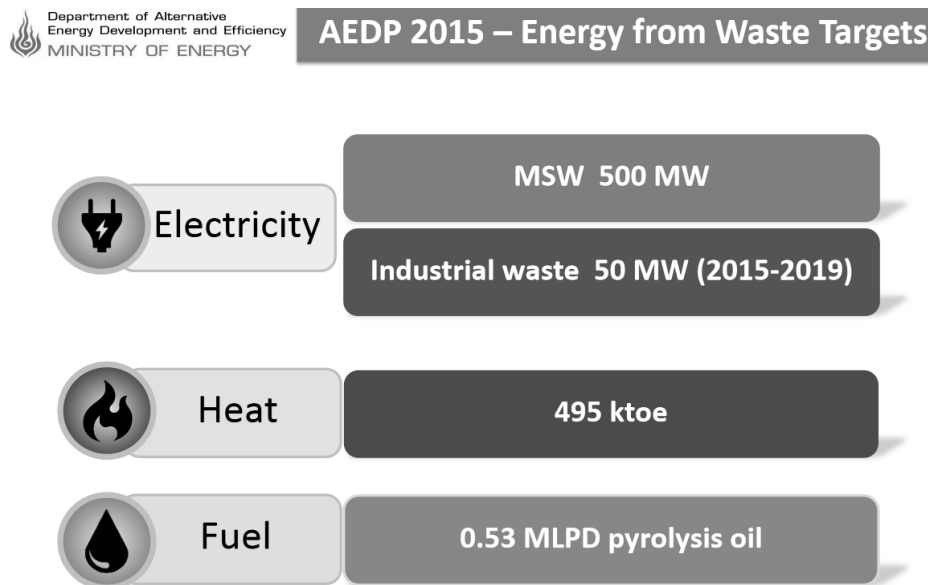 Department of Alternative
Energy Development and Efficiency
MINISTRY OF ENERGY
AEDP 2015 – Energy from Waste Targets
Electricity
MSW 500 MW
Industrial waste 50 MW (2015-2019)
Heat
495 ktoe
Fuel
0.53 MLPD pyrolysis oil